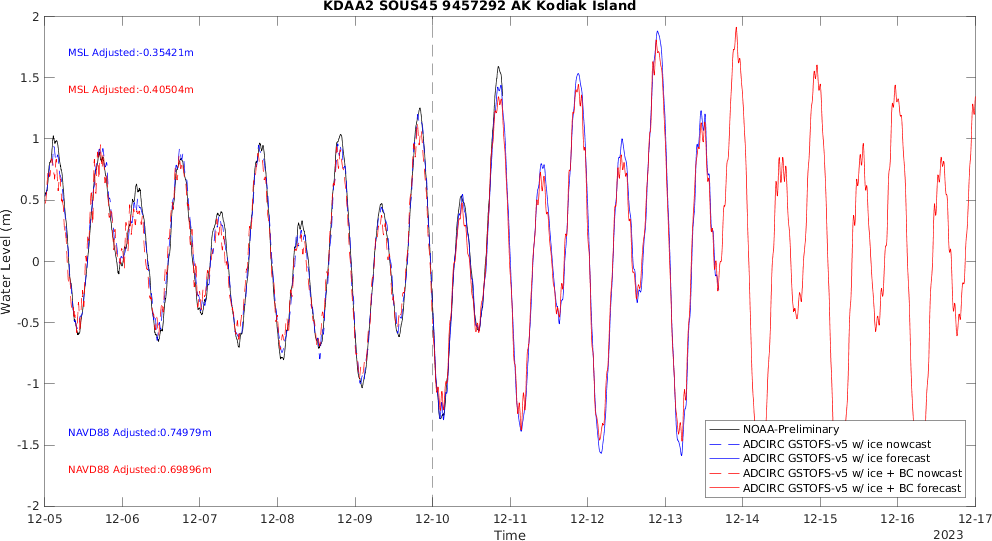 KDAA2 SOUS45 9457292 AK Kodiak Island
MSL Adjusted:-0.35421m
MSL Adjusted:-0.40504m
NAVD88 Adjusted:0.74979m
NAVD88 Adjusted:0.69896m
Water Level (m)
2
1.5
1
0.5
0
-0.5
-1
-1.5
-2
NOAA-Preliminary
ADCIRC GSTOFS-v5 w/ ice nowcast
ADCIRC GSTOFS-v5 w/ ice forecast
ADCIRC GSTOFS-v5 w/ ice + BC nowcast
ADCIRC GSTOFS-v5 w/ ice + BC forecast
12-05 12-06 12-07 12-08 12-09 12-10 12-11 12-12 12-13 12-14 12-15 12-16 12-17
Time
2023